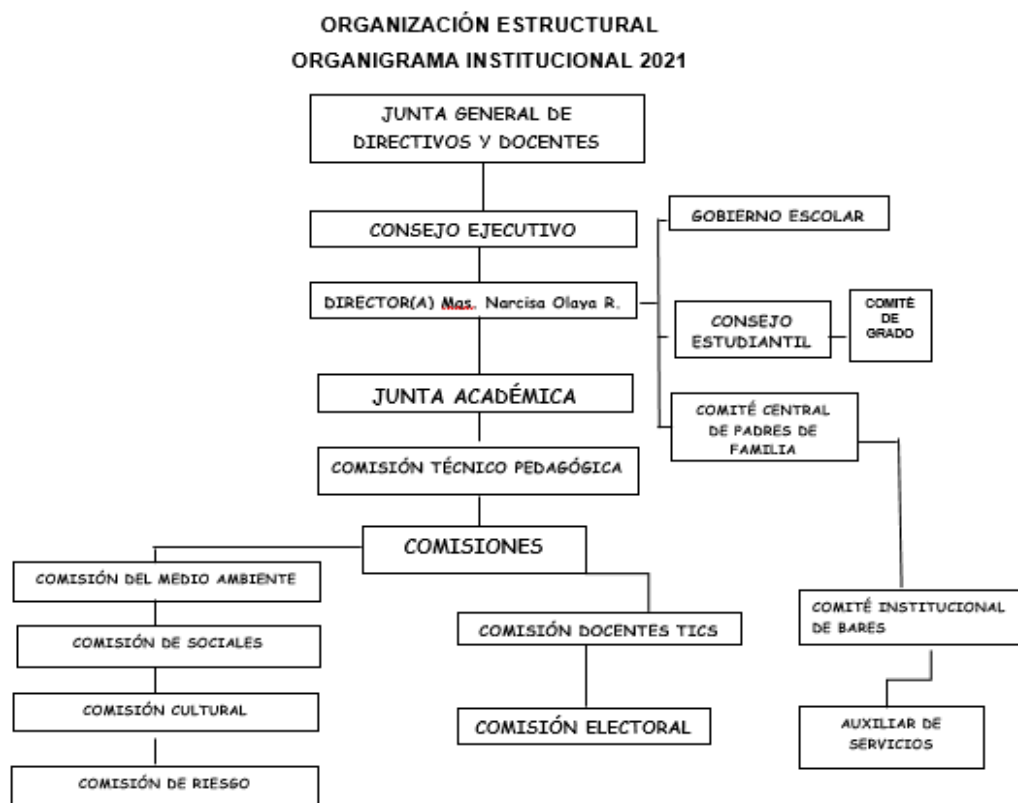 ORGANIZACIÓN ESTRUCTURAL
ORGANIGRAMA INSTITUCIONAL 2021
JUNTA GENERAL DE
DIRECTIVOS Y DOCENTES
CONSEJO EJECUTIVO
GOBIERNO ESCOLAR
DIRECTOR(A) Mgs. Narcisa Olaya R.
CONSEJO
ESTUDIANTIL
COMITÉ
DE
GRADO
JUNTA ACADÉMICA
COMITÉ CENTRAL
DE PADRES DE
FAMILIA
COMISIÓN TÉCNICO PEDAGÓGICA
COMISIONES
COMISIÓN DEL MEDIO AMBIENTE
COMISIÓN DE SOCIALES
COMISIÓN CULTURAL
COMISIÓN DE RIESGO
COMISIÓN DOCENTES TICS
COMISIÓN ELECTORAL
COMITÉ INSTITUCIONAL
DE BARES
AUXILIAR DE
SERVICIOS